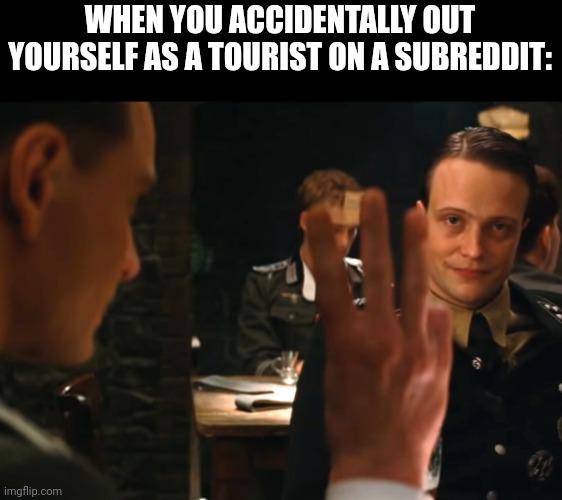 WHEN YOU ACCIDENTALLY OUT
YOURSELF AS A TOURIST ON A SUBREDDIT:
imgflip.com